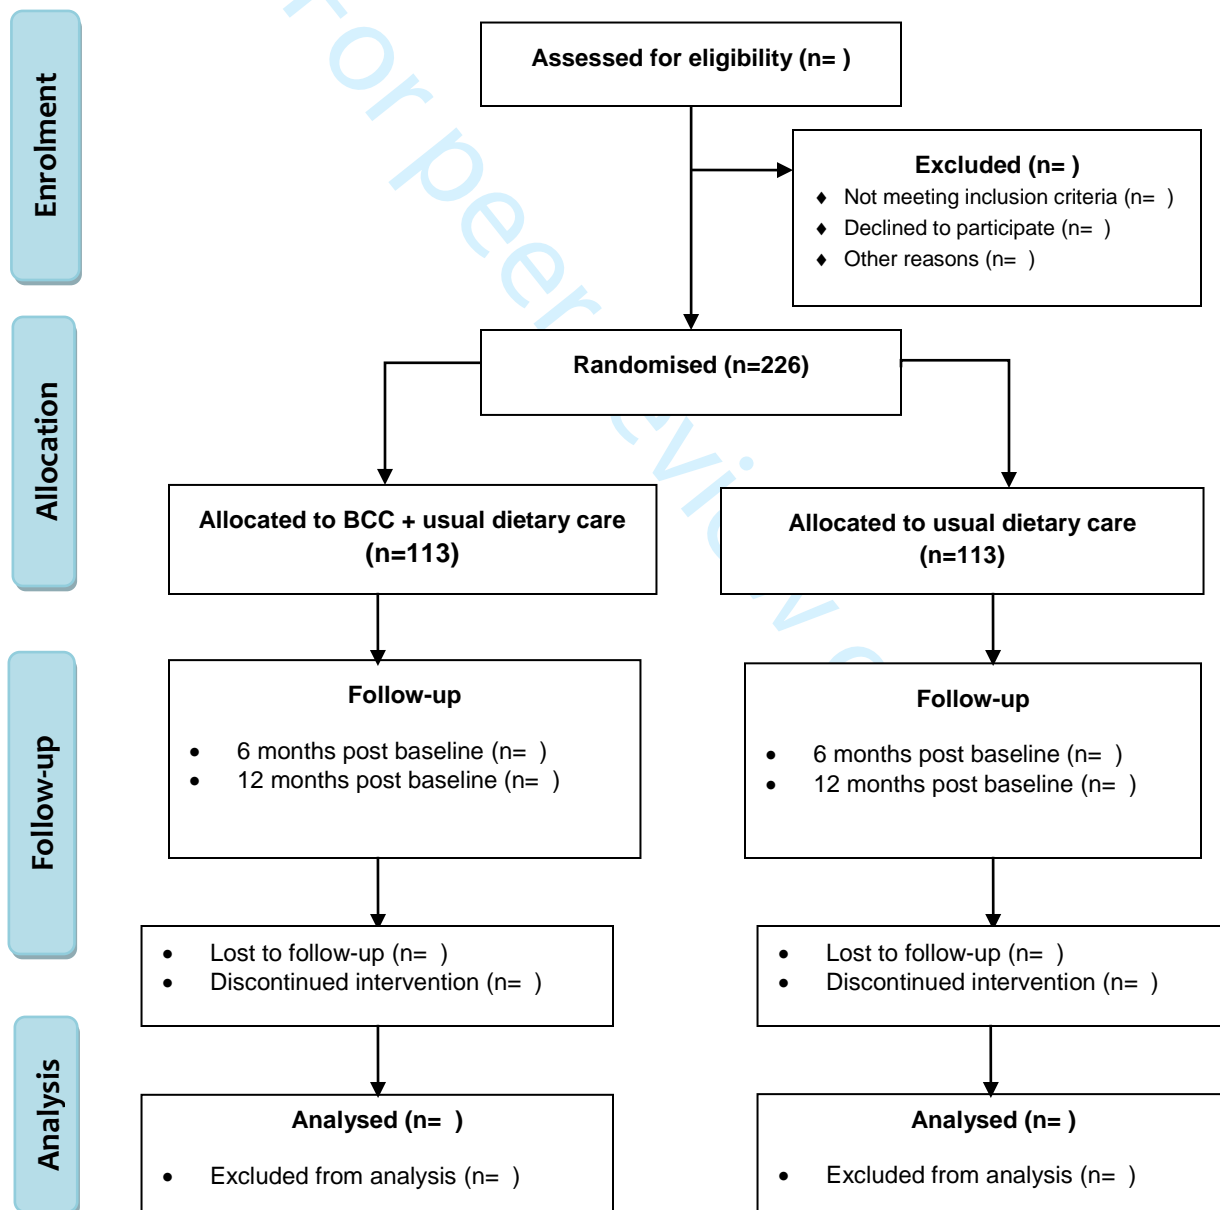 Enrolment
Assessed for eligibility (n= )
Excluded (n= )
♦ Not meeting inclusion criteria (n=  )
♦ Declined to participate (n=  )
♦ Other reasons (n=  )
Allocation
Randomised (n=226)
Allocated to BCC + usual dietary care
(n=113)
Allocated to usual dietary care
(n=113)
Follow-up
Follow-up
• 6 months post baseline (n=  )
• 12 months post baseline (n=  )
Follow-up
• 6 months post baseline (n=  )
• 12 months post baseline (n=  )
• Lost to follow-up (n=  )
• Discontinued intervention (n=  )
• Lost to follow-up (n=  )
• Discontinued intervention (n=  )
Analysis
Analysed (n=  )
• Excluded from analysis (n=  )
Analysed (n=  )
• Excluded from analysis (n=  )
For peer review